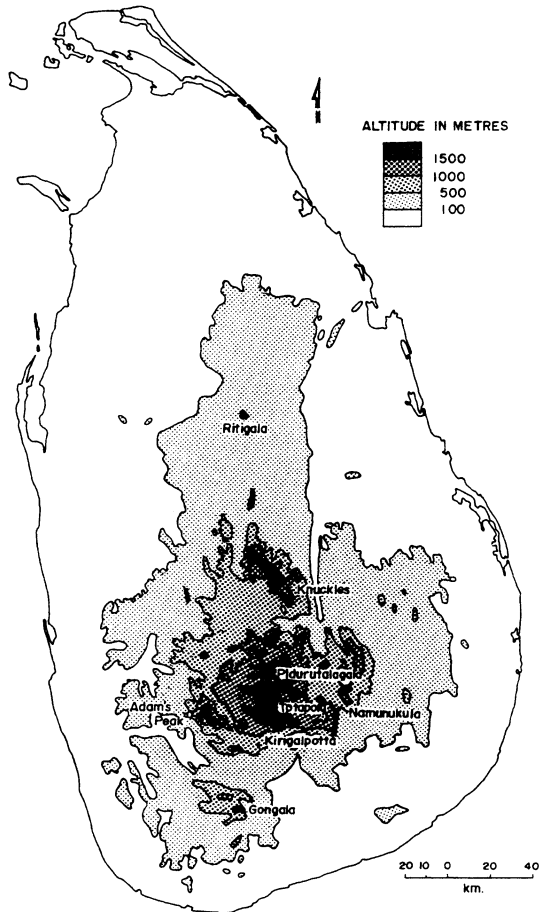 ALTITUDE IN METRES
1500
1000
500
100
Ritigala
Knuckles
Pidurutalagala
Totapola
Adam's
Peak
Namunukula
Kirigalpotta
Gongala
20 10 0 20 40
km.